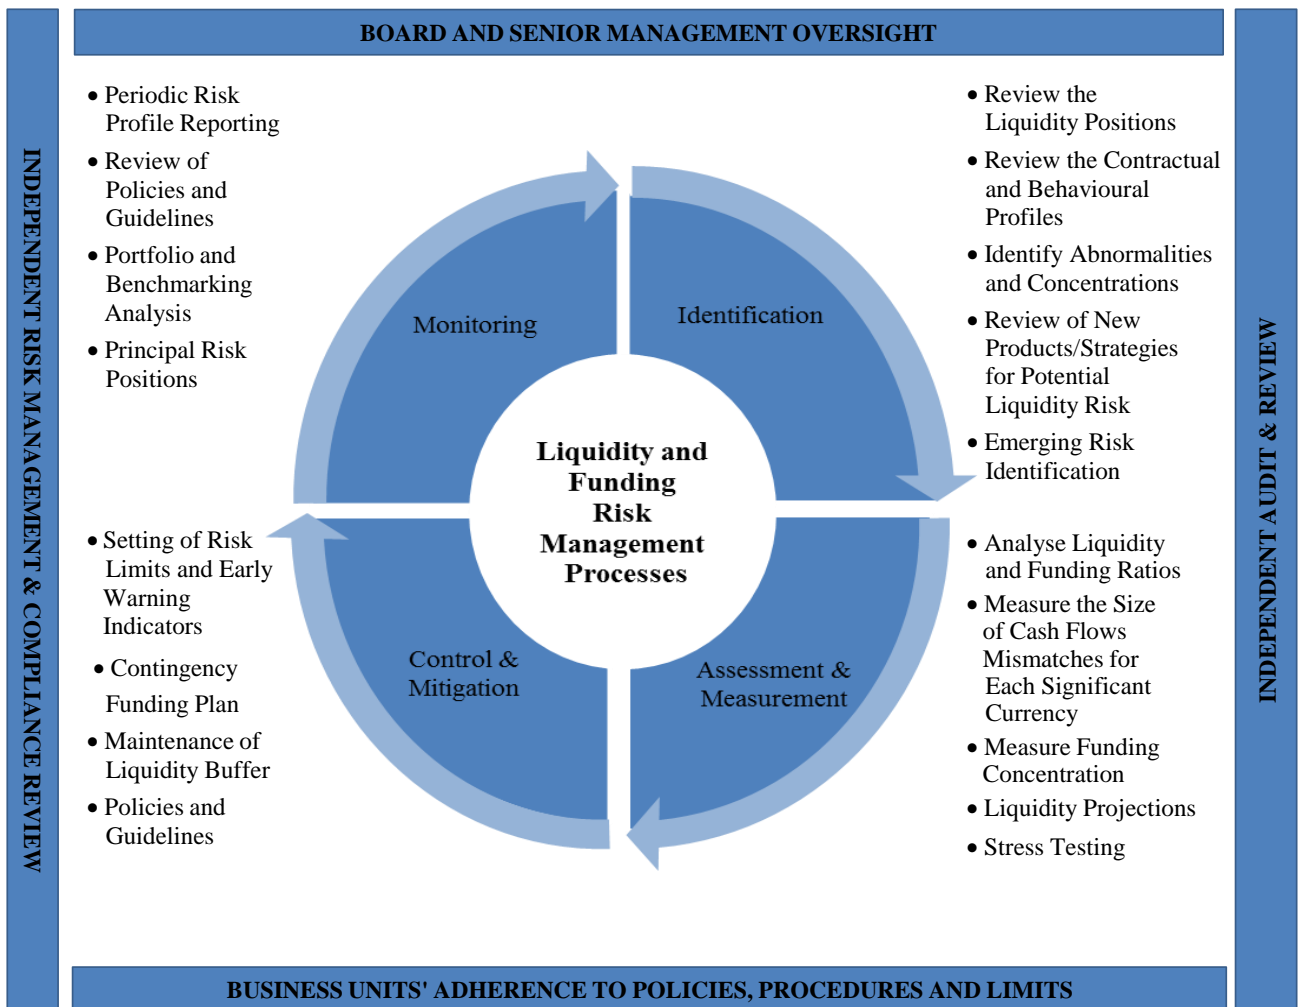 BOARD AND SENIOR MANAGEMENT OVERSIGHT
INDEPENDENT RISK MANAGEMENT & COMPLIANCE REVIEW
• Periodic Risk
Profile Reporting
• Review of
Policies and
Guidelines
• Portfolio and
Benchmarking
Analysis
• Principal Risk
Positions
Monitoring
Identification
• Review the
Liquidity Positions
• Review the Contractual
and Behavioural
Profiles
• Identify Abnormalities
and Concentrations
• Review of New
Products/Strategies
for Potential
Liquidity Risk
• Emerging Risk
Identification
Liquidity and
Funding
Risk
Management
Processes
• Setting of Risk
Limits and Early
Warning
Indicators
• Contingency
Funding Plan
• Maintenance of
Liquidity Buffer
• Policies and
Guidelines
Control &
Mitigation
Assessment &
Measurement
• Analyse Liquidity
and Funding Ratios
• Measure the Size
of Cash Flows
Mismatches for
Each Significant
Currency
• Measure Funding
Concentration
• Liquidity Projections
• Stress Testing
INDEPENDENT AUDIT & REVIEW
BUSINESS UNITS' ADHERENCE TO POLICIES, PROCEDURES AND LIMITS